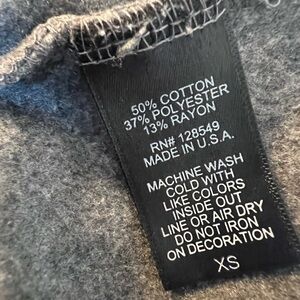 50% COTTON
37% POLYESTER
13% RAYON
RN# 128549
MADE IN U.S.A.
MACHINE WASH
COLD WITH
LIKE COLORS
INSIDE OUT
LINE OR AIR DRY
DO NOT IRON
ON DECORATION
XS